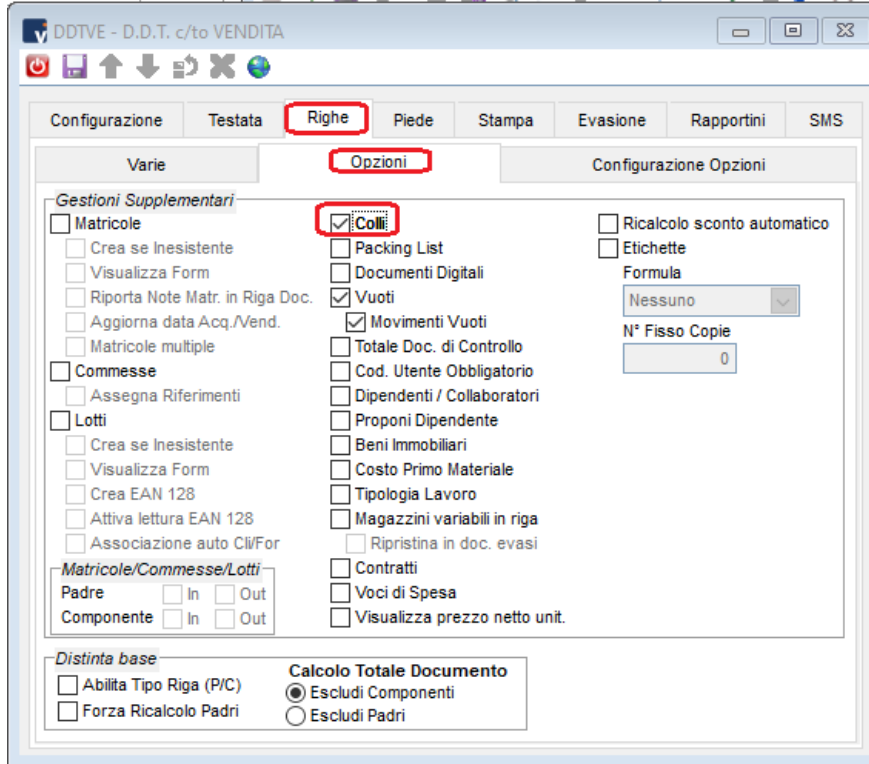 DDTVE - D.D.T. c/to VENDITA
Configurazione Testata Righe Piede Stampa Evasione Rapportini SMS
Varie Opzioni Configurazione Opzioni
Gestioni Supplementari
Matricole
Crea se Inesistente
Visualizza Form
Riporta Note Matr. in Riga Doc.
Aggiorna data Acq./Vend.
Matricole multiple
Commesse
Assegna Riferimenti
Lotti
Crea se Inesistente
Visualizza Form
Crea EAN 128
Attiva lettura EAN 128
Associazione auto Cli/For
Matricole/Commesse/Lotti
Padre In Out
Componente In Out
Colli
Packing List
Documenti Digitali
Vuoti
Movimenti Vuoti
Totale Doc. di Controllo
Cod. Utente Obbligatorio
Dipendenti / Collaboratori
Proponi Dipendente
Beni Immobiliari
Costo Primo Materiale
Tipologia Lavoro
Magazzini variabili in riga
Ripristina in doc. evasi
Contratti
Voci di Spesa
Visualizza prezzo netto unit.
Ricalcolo sconto automatico
Etichette
Formula
Nessuno
N° Fisso Copie
0
Distinta base
Abilita Tipo Riga (P/C)
Forza Ricalcolo Padri
Calcolo Totale Documento
Escludi Componenti
Escludi Padri